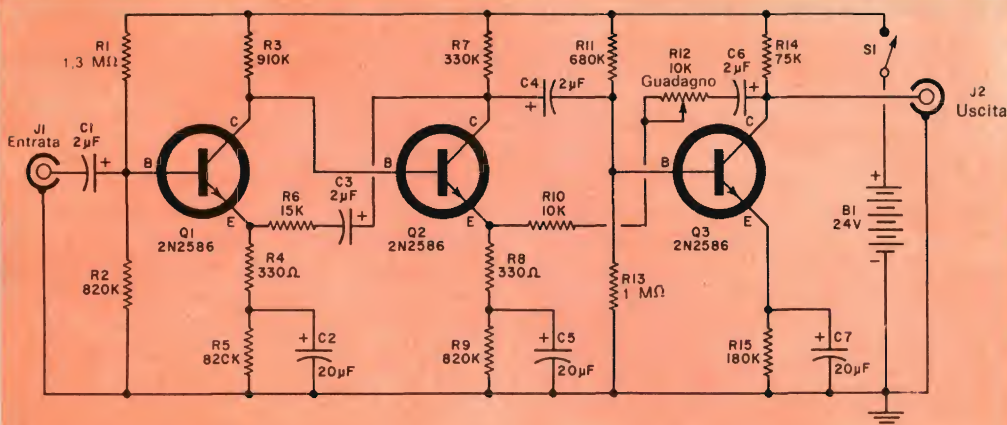 J1
Entrata
C1
2µF
+
R1
1,3 MΩ
R2
820K
B
C
E
Q1
2N2586
R3
910K
R4
330Ω
R5
82CK
+ C2
20µF
R6
15K
C3
2µF
+
R7
330K
B
C
E
Q2
2N2586
R8
330Ω
R9
820K
+ C5
20µF
C4
2µF
+
R10
10K
R11
680K
R12
10K
Guadagno
R13
1 MΩ
C6
2µF
+
R14
75K
B
C
E
Q3
2N2586
R15
180K
+ C7
20µF
S1
+
B1
24V
-
J2
Uscita